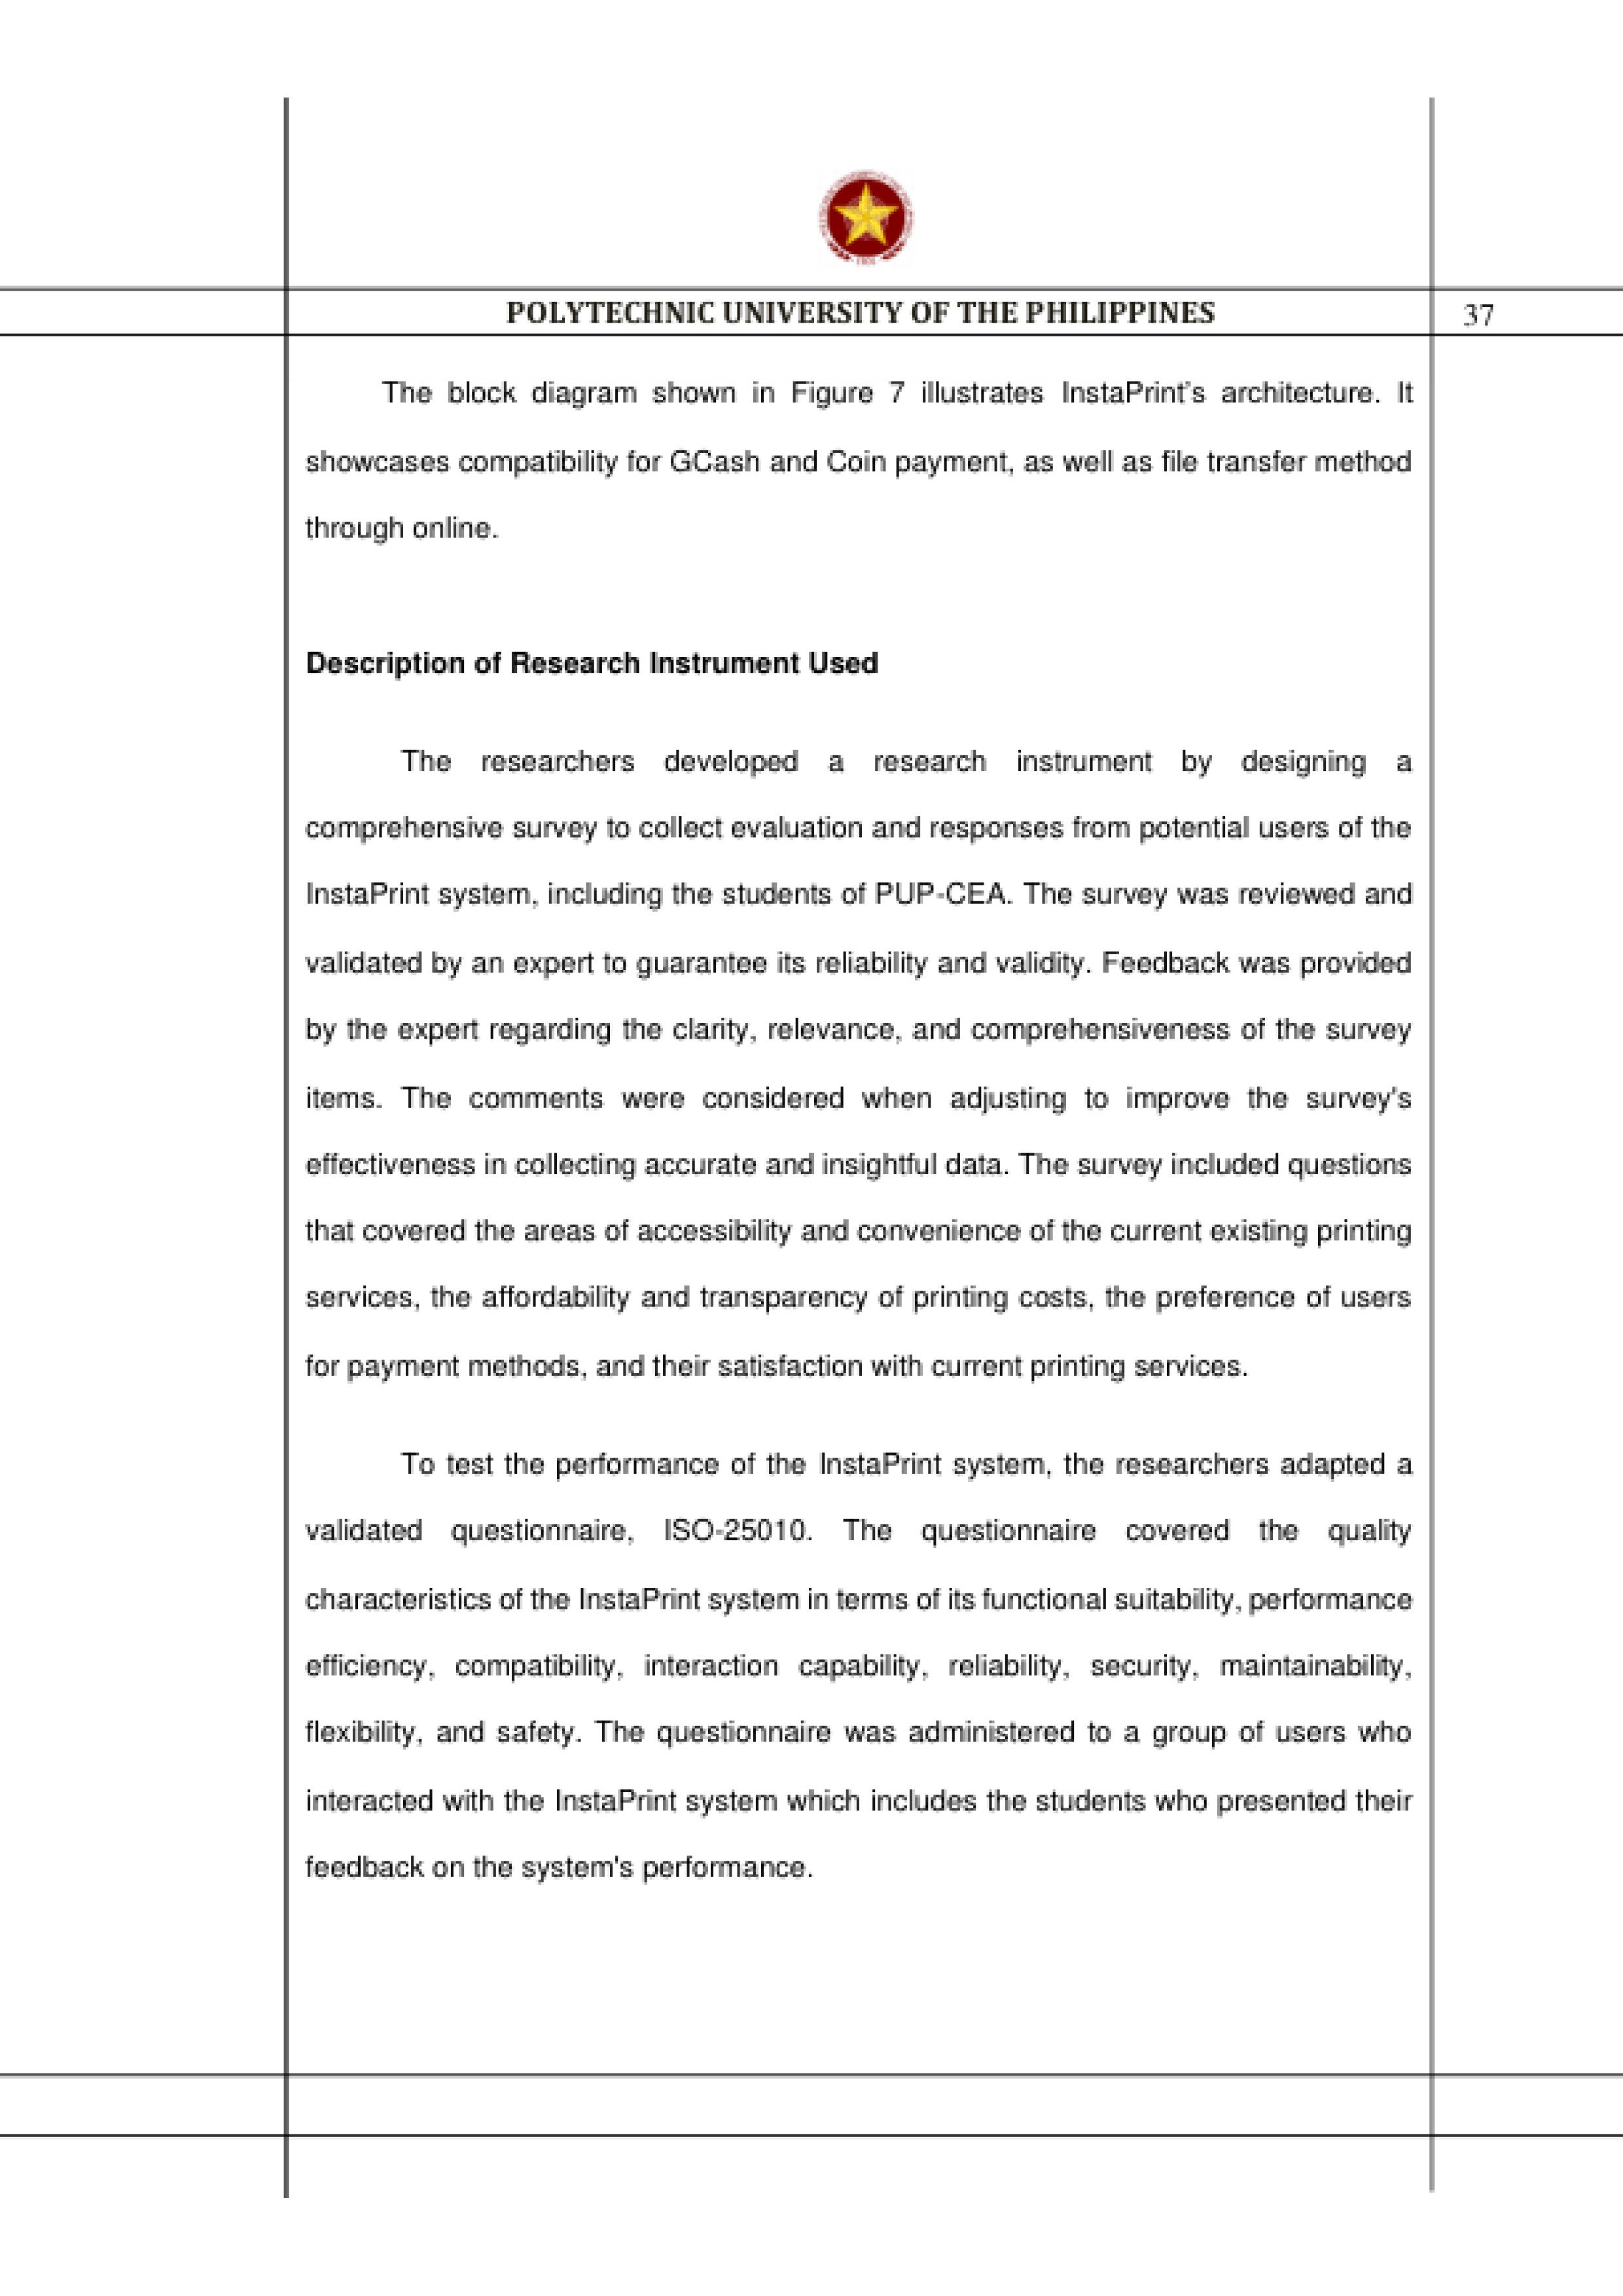 POLYTECHNIC UNIVERSITY OF THE PHILIPPINES
37
The block diagram shown in Figure 7 illustrates InstaPrint's architecture. It
showcases compatibility for GCash and Coin payment, as well as file transfer method
through online.
Description of Research Instrument Used
The researchers developed a research instrument by designing a
comprehensive survey to collect evaluation and responses from potential users of the
InstaPrint system, including the students of PUP-CEA. The survey was reviewed and
validated by an expert to guarantee its reliability and validity. Feedback was provided
by the expert regarding the clarity, relevance, and comprehensiveness of the survey
items. The comments were considered when adjusting to improve the survey's
effectiveness in collecting accurate and insightful data. The survey included questions
that covered the areas of accessibility and convenience of the current existing printing
services, the affordability and transparency of printing costs, the preference of users
for payment methods, and their satisfaction with current printing services.
To test the performance of the InstaPrint system, the researchers adapted a
validated questionnaire, ISO-25010. The questionnaire covered the quality
characteristics of the InstaPrint system in terms of its functional suitability, performance
efficiency, compatibility, interaction capability, reliability, security, maintainability,
flexibility, and safety. The questionnaire was administered to a group of users who
interacted with the InstaPrint system which includes the students who presented their
feedback on the system's performance.